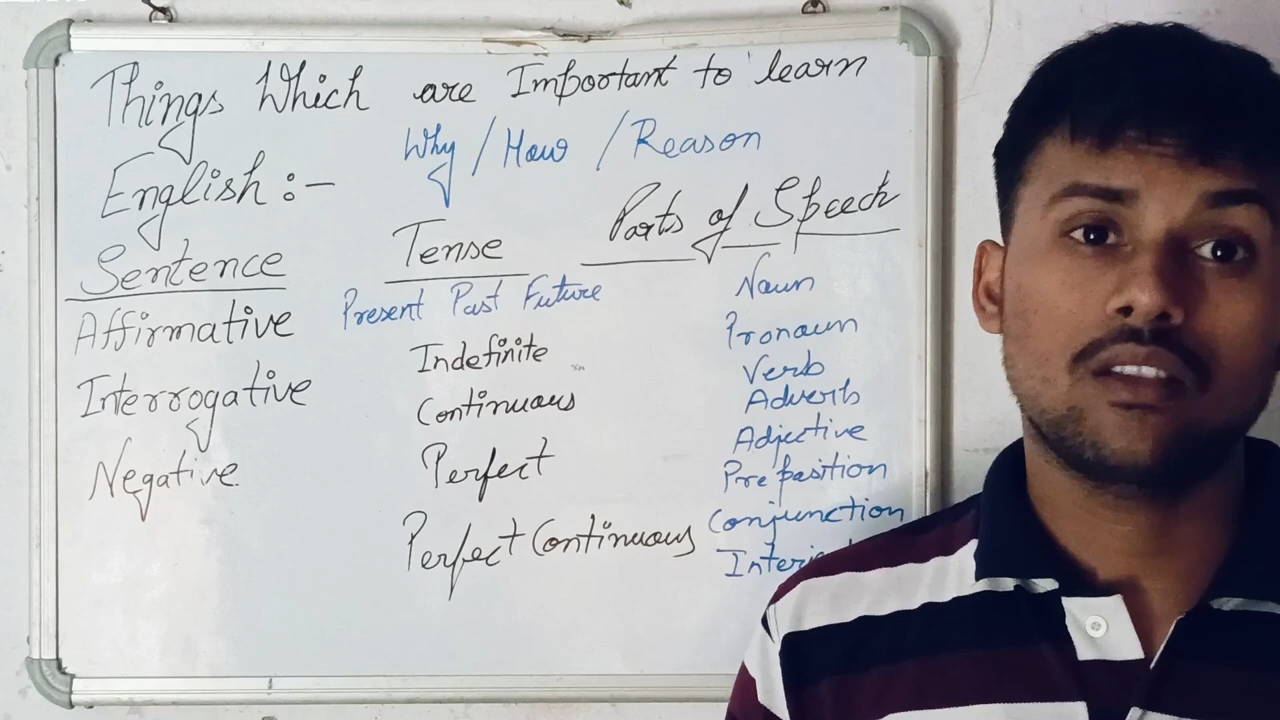 Things Which are Important to learn
Why / How / Reason
English :-
Sentence
Affirmative
Interrogative
Negative
Tense
Present Past Future
Indefinite
Continuous
Perfect
Perfect Continuous
Parts of Speech
Noun
Pronoun
Verb
Adverb
Adjective
Preposition
Conjunction